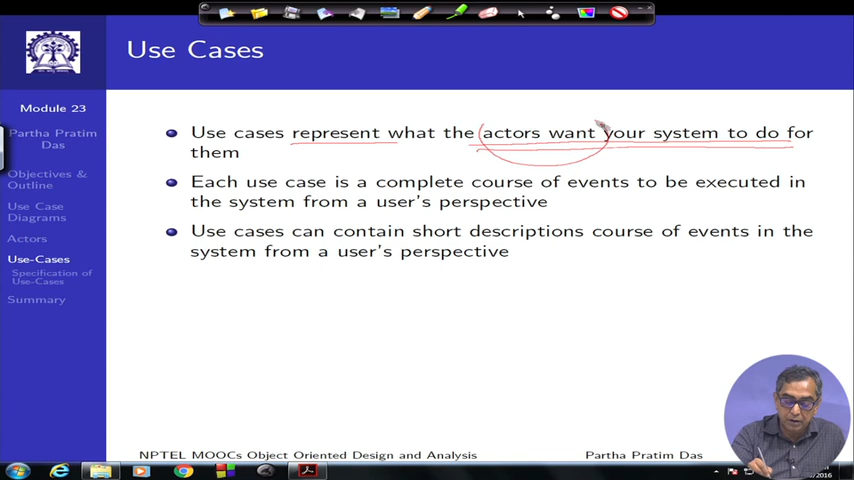 Use Cases
Module 23
Partha Pratim
Das
Objectives &
Outline
Use Case
Diagrams
Actors
Use-Cases
Specification of
Use-Cases
Summary
Use cases represent what the actors want your system to do for
them
Each use case is a complete course of events to be executed in
the system from a user's perspective
Use cases can contain short descriptions course of events in the
system from a user's perspective
NPTEL MOOCs Object Oriented Design and Analysis
Partha Pratim Das